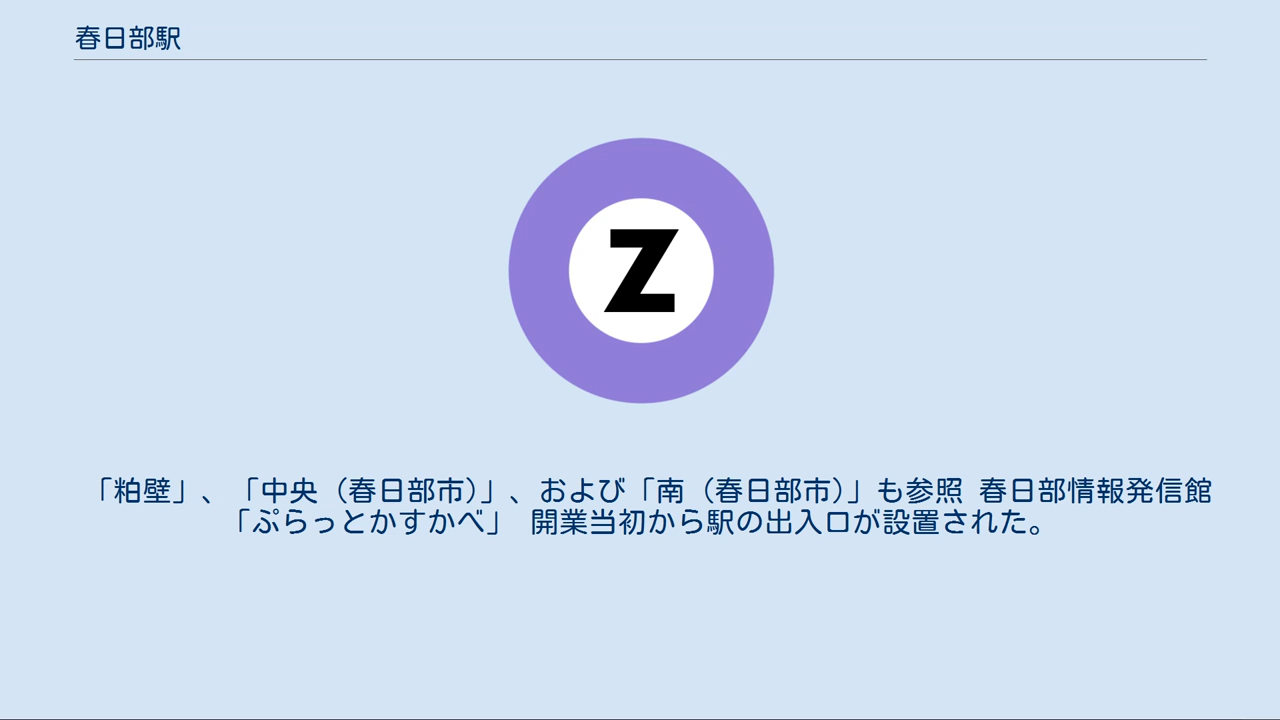 春日部駅
Z
「粕壁」、「中央（春日部市）」、および「南（春日部市）」も参照 春日部情報発信館
「ぷらっとかすかべ」 開業当初から駅の出入口が設置された。